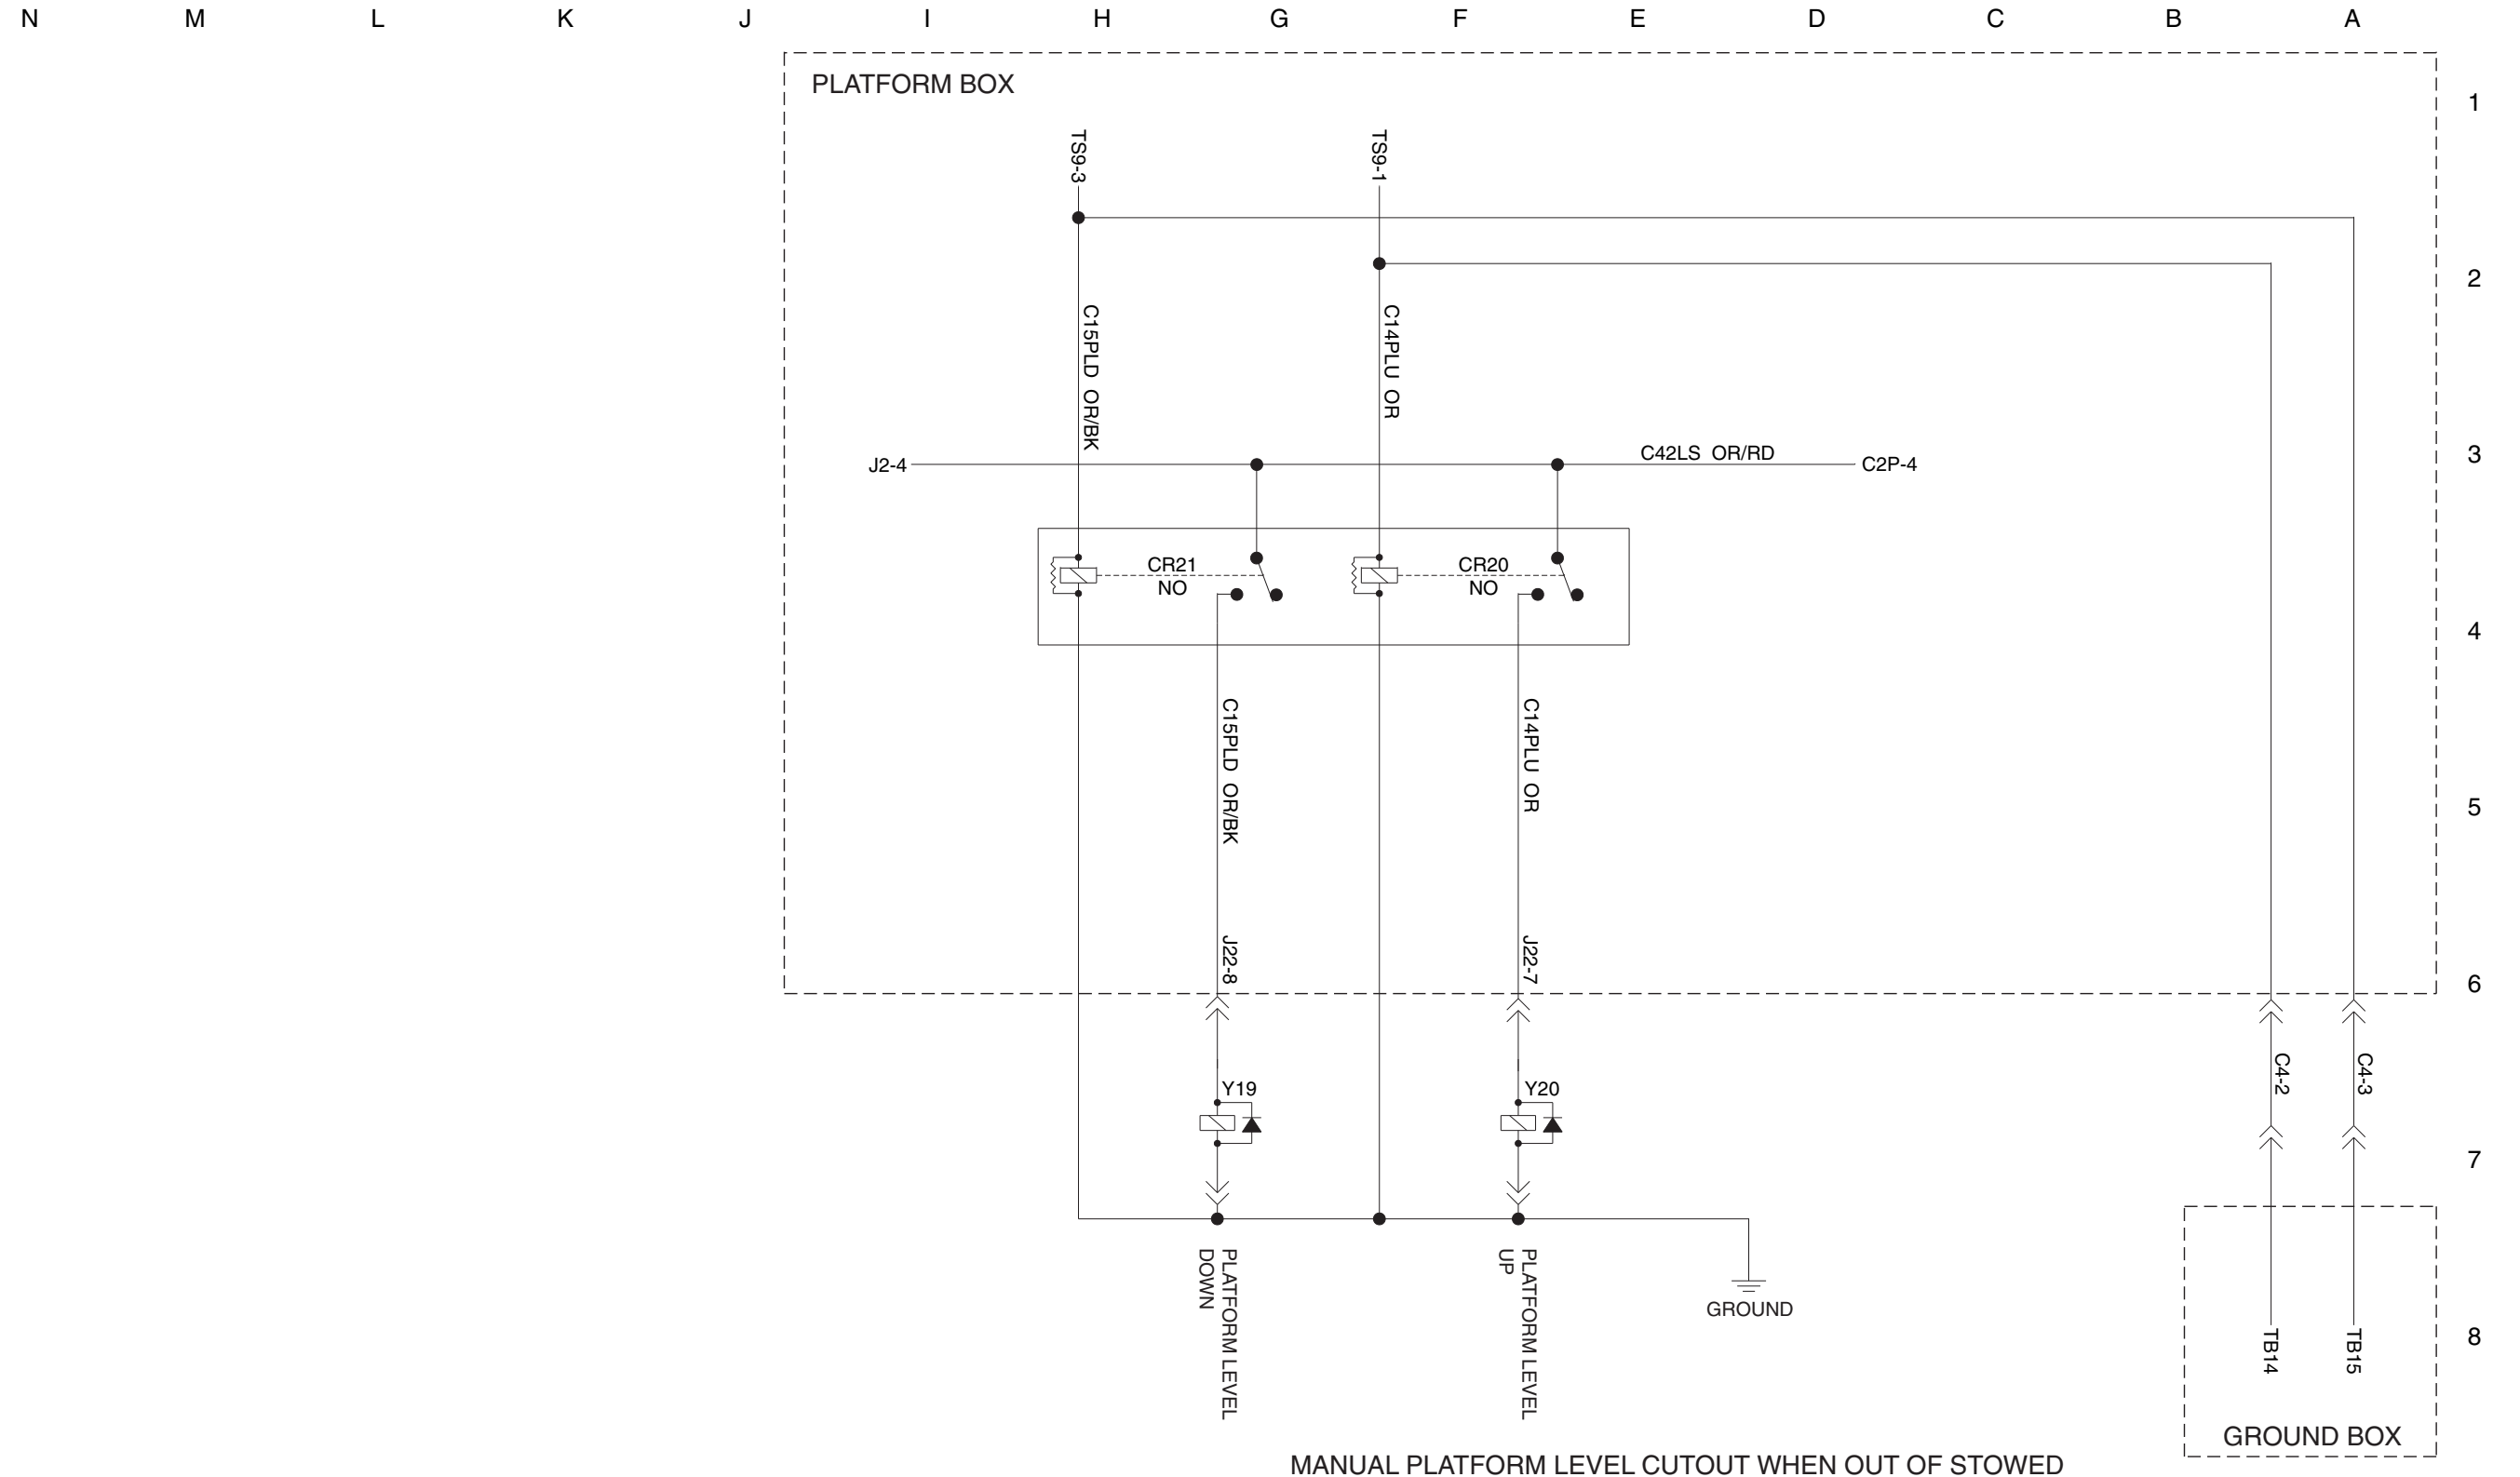 N M L K J I H G F E D C B A
PLATFORM BOX
1
TS9-3
TS9-1
2
C15PLD OR/BK
C14PLU OR
3
J2-4
C42LS OR/RD
C2P-4
CR21
NO
CR20
NO
4
C15PLD OR/BK
C14PLU OR
5
J22-8
J22-7
6
C4-2
C4-3
Y19
Y20
7
PLATFORM LEVEL
DOWN
PLATFORM LEVEL
UP
GROUND
8
TB14
TB15
GROUND BOX
MANUAL PLATFORM LEVEL CUTOUT WHEN OUT OF STOWED